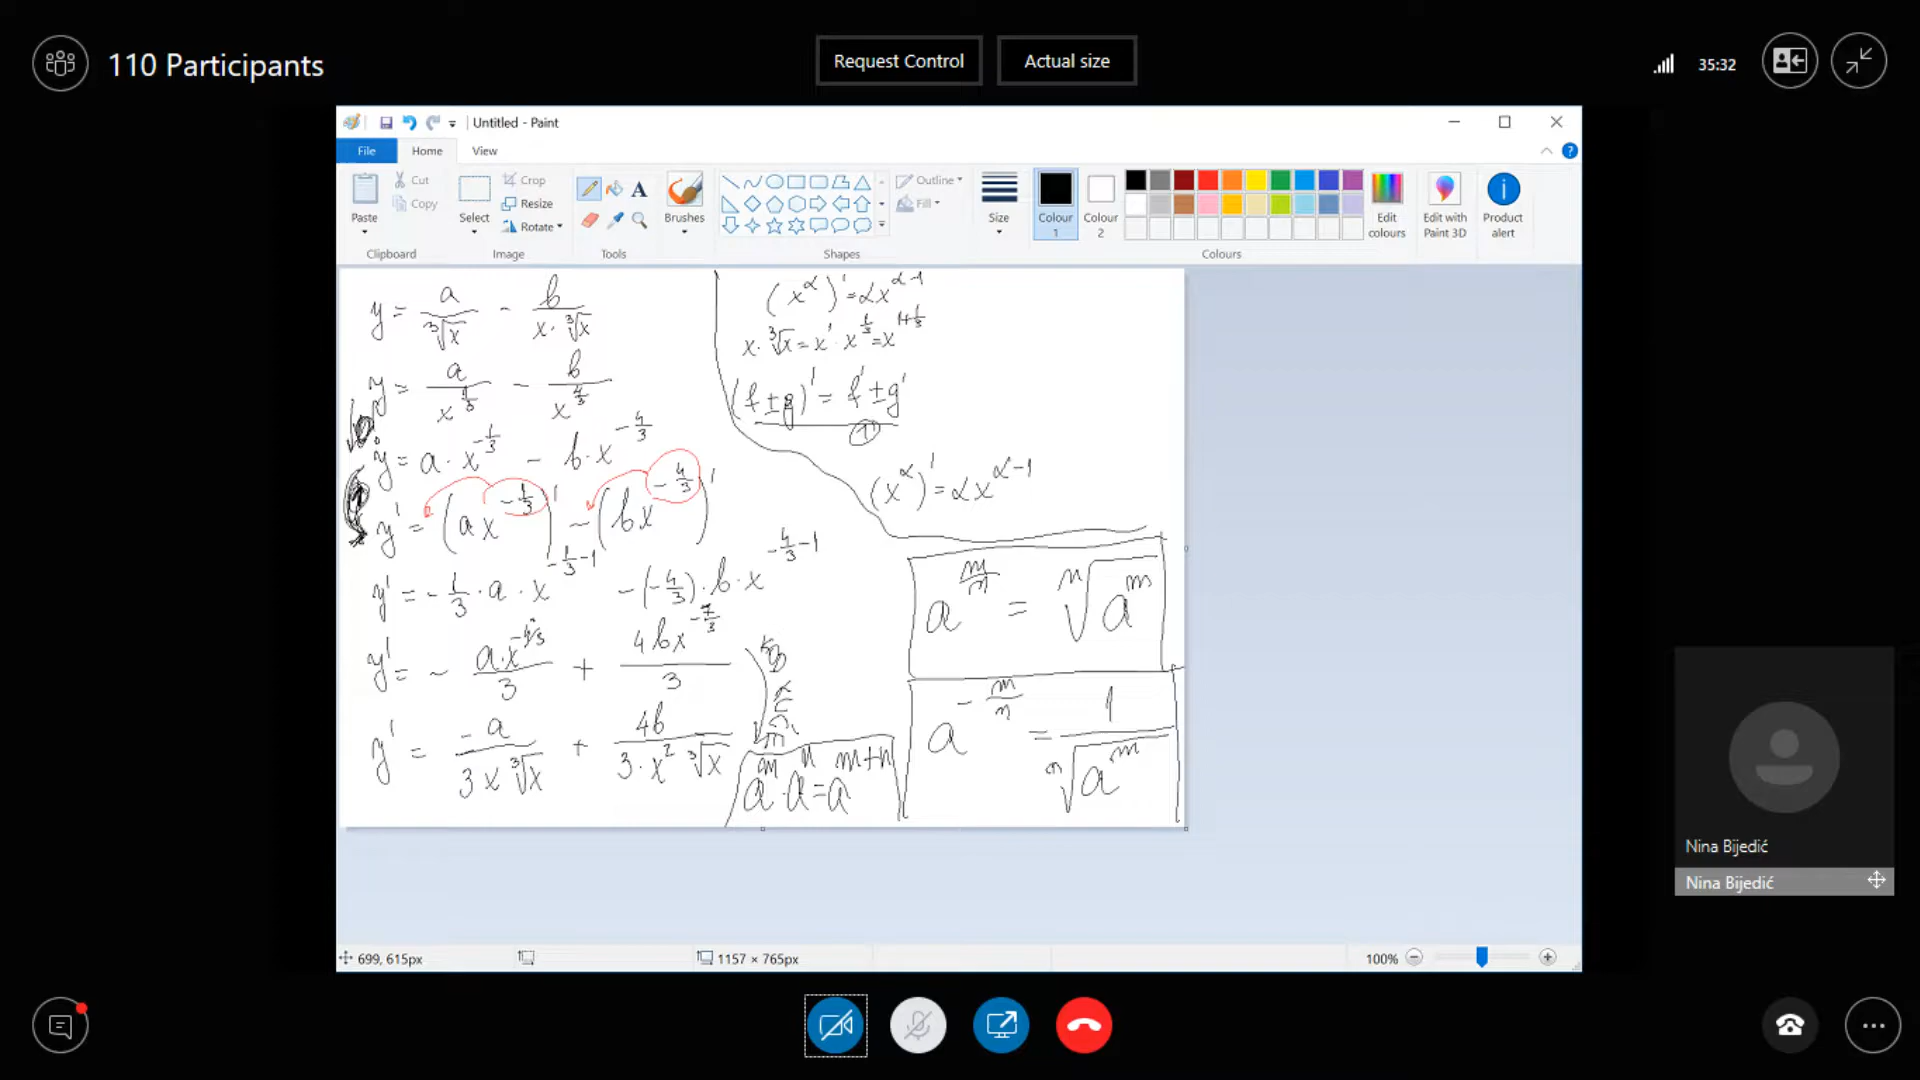 110 Participants
Request Control
Actual size
35:32
Untitled - Paint
File Home View
Paste
Cut
Copy
Clipboard
Select
Crop
Resize
Rotate
Image
A
Tools
Brushes
Shapes
Outline
Fill
Size
Colour 1
Colour 2
Colours
Edit colours
Edit with Paint 3D
Product alert
y = a/∛x - b/(x·∛x)
y = a/x^(1/3) - b/x^(4/3)
y = a·x^(-1/3) - b·x^(-4/3)
y' = (ax^(-1/3))' - (bx^(-4/3))'
y' = -1/3·a·x^(-1/3-1) -(-4/3)·b·x^(-4/3-1)
y' = - (a·x^(-4/3))/3 + (4bx^(-7/3))/3
y' = -a/(3x∛x) + 4b/(3·x²∛x)
(x^α)' = αx^(α-1)
x·∛x = x¹·x^(1/3) = x^(1+1/3)
(f±g)' = f'±g'
(x^α)' = αx^(α-1)
a^(m/n) = ⁿ√(a^m)
a^(-m/n) = 1/ⁿ√(a^m)
a^m·a^n = a^(m+n)
Nina Bijedić
Nina Bijedić
699, 615px
1157 × 765px
100%